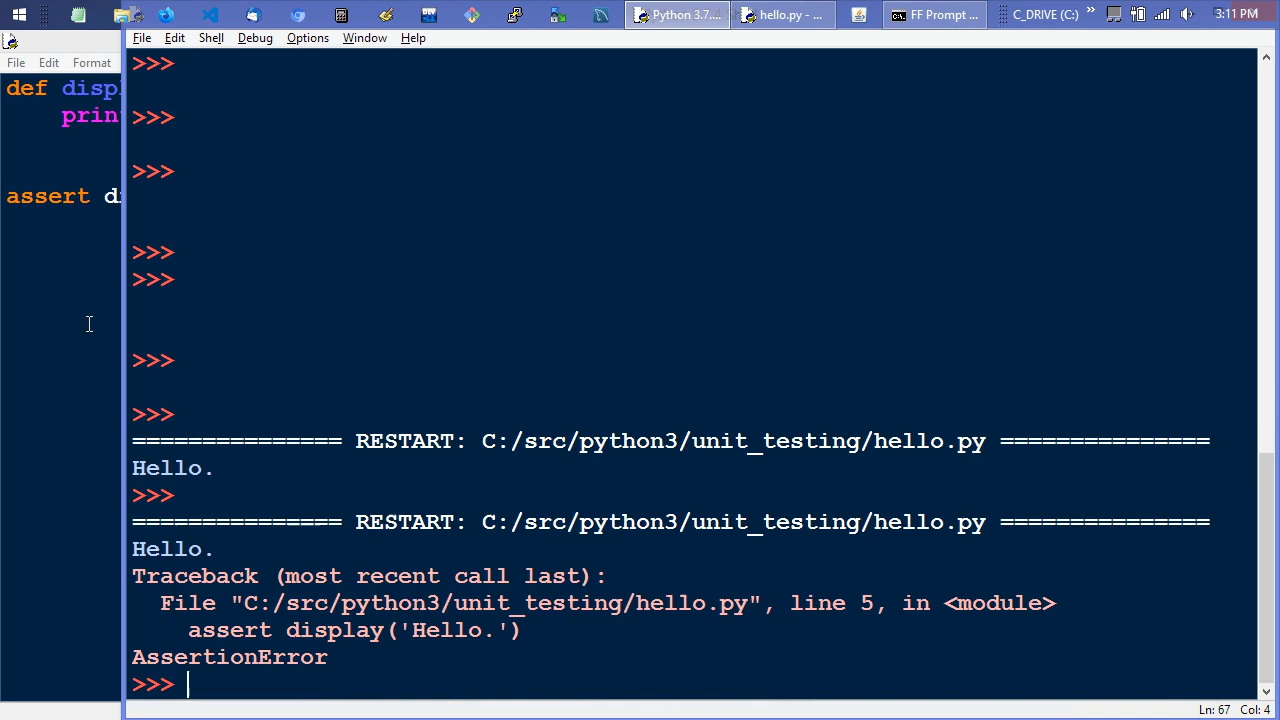 Python 3.7....
hello.py - ...
FF Prompt ...
C_DRIVE (C:)
3:11 PM
File Edit Shell Debug Options Window Help
File Edit Format
def
assert
>>>
>>>
>>>
>>>
>>>
>>>
>>>
=============== RESTART: C:/src/python3/unit_testing/hello.py ===============
Hello.
>>>
=============== RESTART: C:/src/python3/unit_testing/hello.py ===============
Hello.
Traceback (most recent call last):
File "C:/src/python3/unit_testing/hello.py", line 5, in <module>
assert display('Hello.')
AssertionError
>>>
Ln: 67 Col: 4